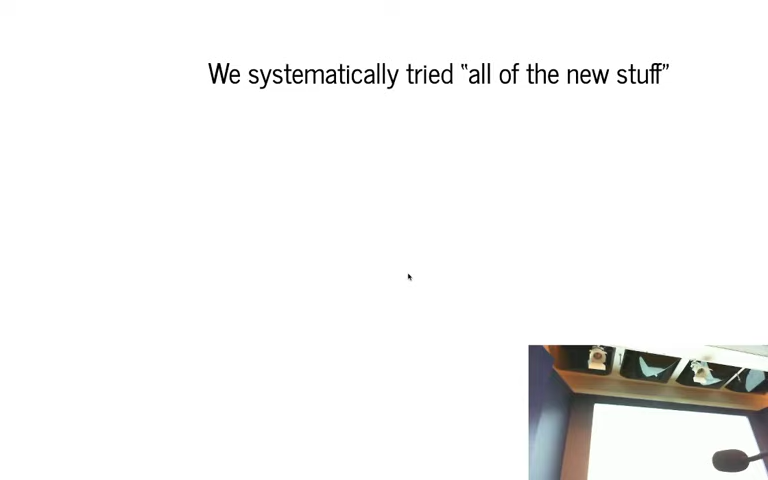 We systematically tried “all of the new stuff”